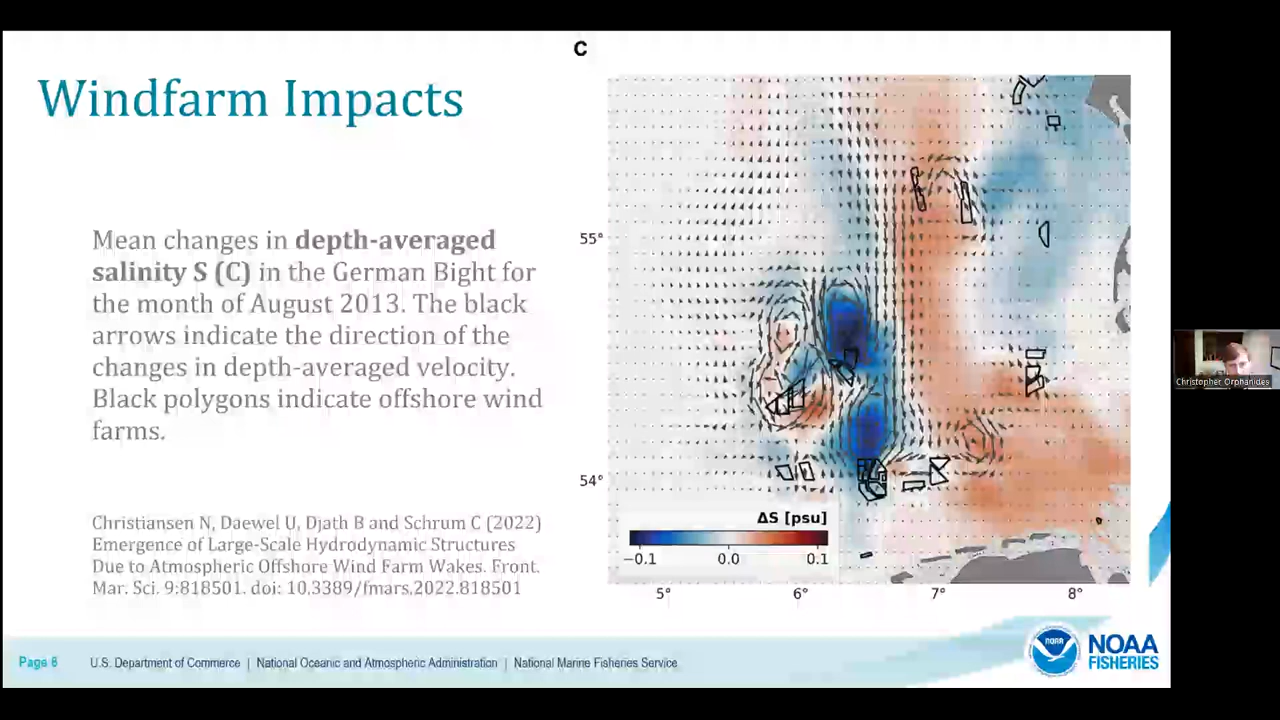 C
Windfarm Impacts
Mean changes in depth-averaged
salinity S (C) in the German Bight for
the month of August 2013. The black
arrows indicate the direction of the
changes in depth-averaged velocity.
Black polygons indicate offshore wind
farms.
Christiansen N, Daewel U, Djath B and Schrum C (2022)
Emergence of Large-Scale Hydrodynamic Structures
Due to Atmospheric Offshore Wind Farm Wakes. Front.
Mar. Sci. 9:818501. doi: 10.3389/fmars.2022.818501
55°
54°
ΔS [psu]
−0.1 0.0 0.1
5° 6° 7° 8°
Christopher Orphanides
Page 8 U.S. Department of Commerce | National Oceanic and Atmospheric Administration | National Marine Fisheries Service
NOAA
NOAA
FISHERIES